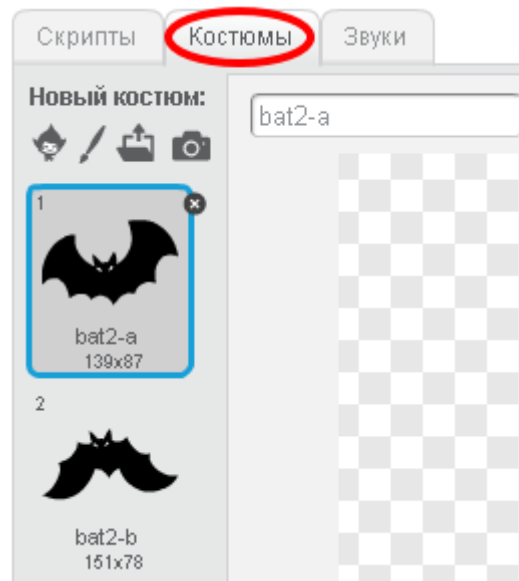 Скрипты Костюмы Звуки
Новый костюм:
bat2-a
1
bat2-a
139x87
2
bat2-b
151x78